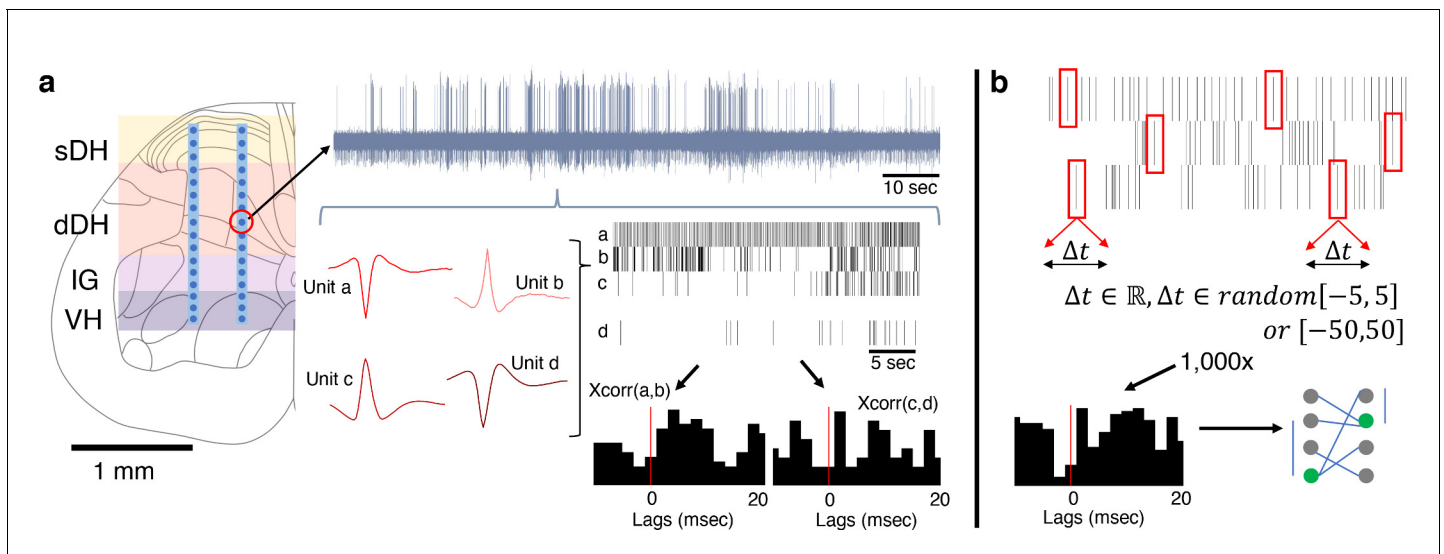 a
sDH
dDH
IG
VH
1 mm
10 sec
Unit a
Unit b
Unit c
Unit d
a
b
c
d
5 sec
Xcorr(a,b)
Xcorr(c,d)
0
20
0
20
Lags (msec)
Lags (msec)
b
Δt
Δt
Δt ∈ ℝ, Δt ∈ random[−5, 5]
or [−50,50]
1,000x
0
20
Lags (msec)